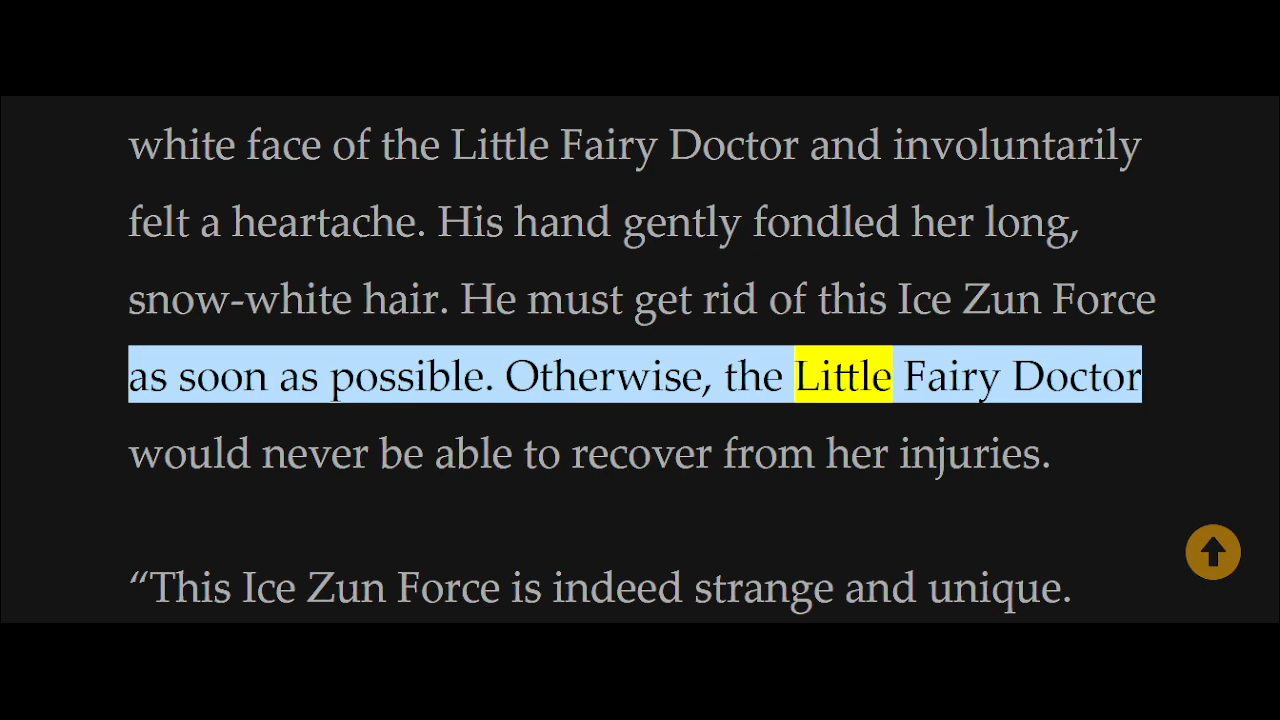 white face of the Little Fairy Doctor and involuntarily
felt a heartache. His hand gently fondled her long,
snow-white hair. He must get rid of this Ice Zun Force
as soon as possible. Otherwise, the Little Fairy Doctor
would never be able to recover from her injuries.
“This Ice Zun Force is indeed strange and unique.